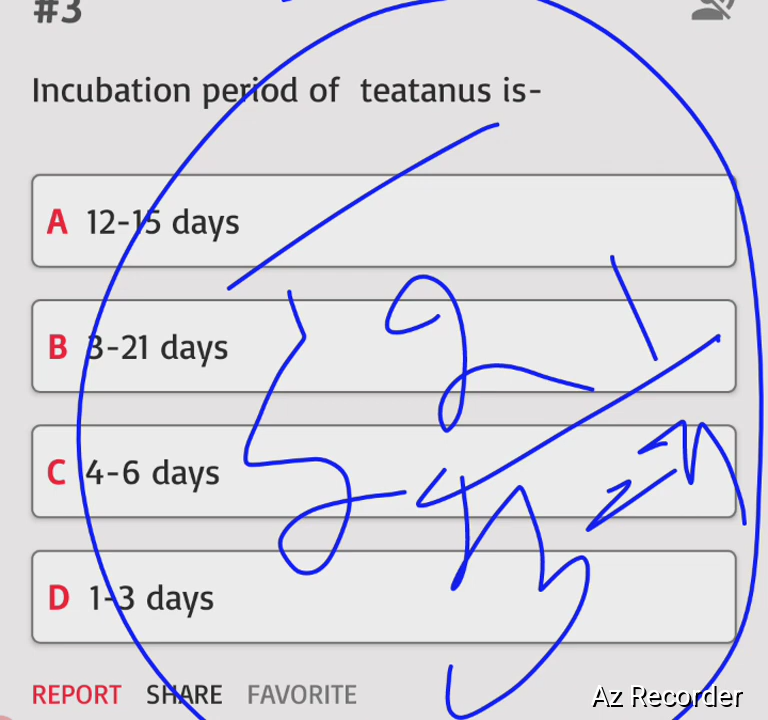 #3
Incubation period of teatanus is-
A 12-15 days
B 3-21 days
C 4-6 days
D 1-3 days
REPORT SHARE FAVORITE
Az Recorder